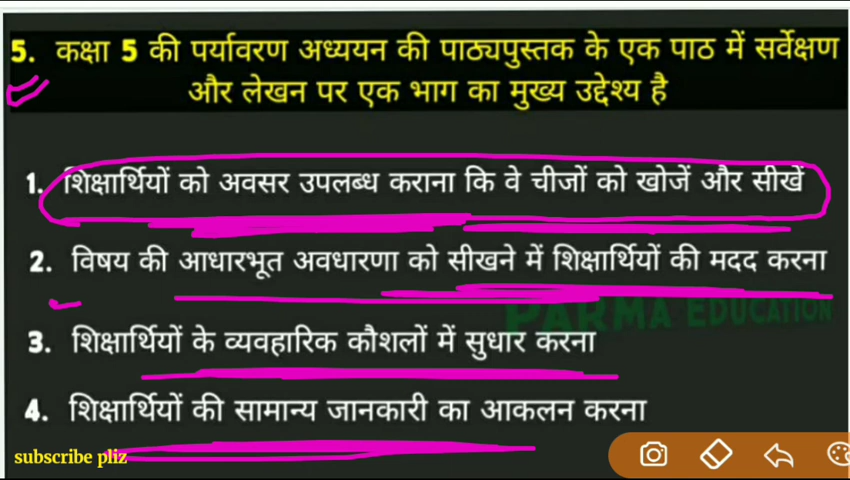 5. कक्षा 5 की पर्यावरण अध्ययन की पाठ्यपुस्तक के एक पाठ में सर्वेक्षण
और लेखन पर एक भाग का मुख्य उद्देश्य है
1. शिक्षार्थियों को अवसर उपलब्ध कराना कि वे चीजों को खोजें और सीखें
2. विषय की आधारभूत अवधारणा को सीखने में शिक्षार्थियों की मदद करना
PARMA EDUCATION
3. शिक्षार्थियों के व्यवहारिक कौशलों में सुधार करना
4. शिक्षार्थियों की सामान्य जानकारी का आकलन करना
subscribe pliz